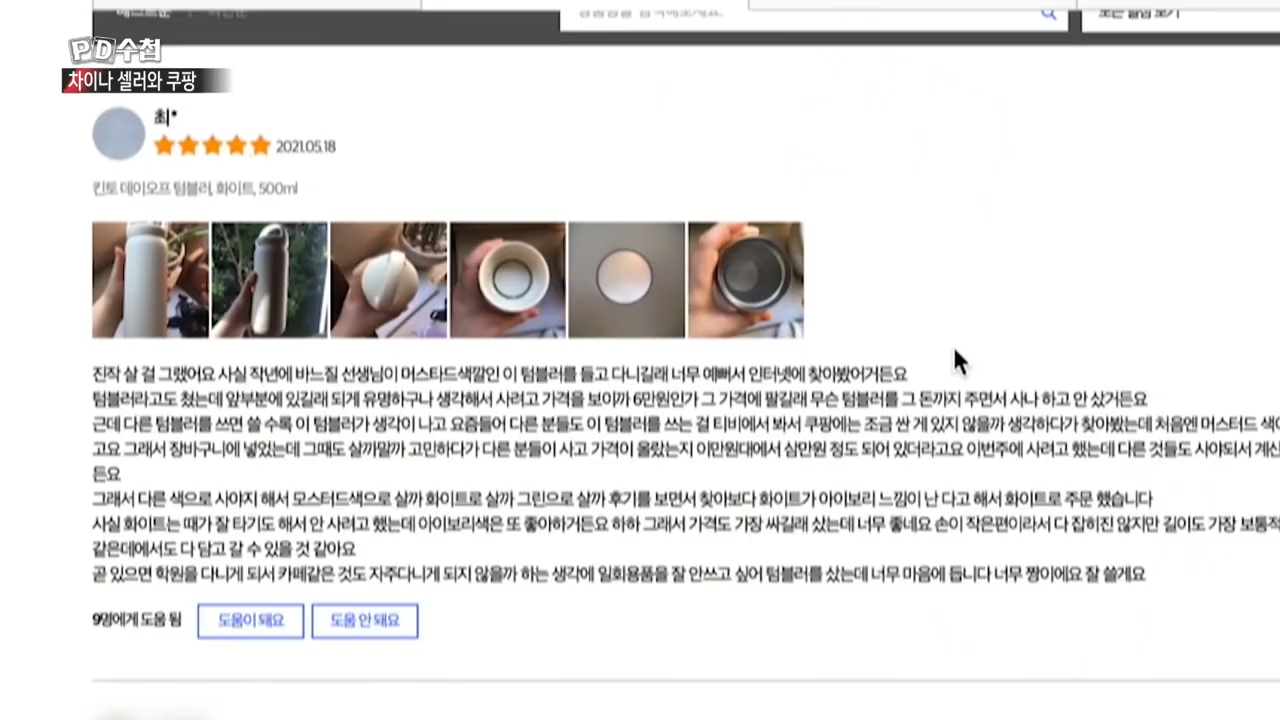 PD수첩
차이나 셀러와 쿠팡
최*
2021.05.18
킨토 데이오프 텀블러, 화이트, 500ml
진작 살 걸 그랬어요 사실 작년에 바느질 선생님이 머스타드색깔인 이 텀블러를 들고 다니길래 너무 예뻐서 인터넷에 찾아봤어거든요
텀블러라고도 쳤는데 앞부분에 있길래 되게 유명하구나 생각해서 사려고 가격을 보이까 6만원인가 그 가격에 팔길래 무슨 텀블러를 그 돈까지 주면서 사나 하고 안 샀거든요
근데 다른 텀블러를 쓰면 쓸 수록 이 텀블러가 생각이 나고 요즘들어 다른 분들도 이 텀블러를 쓰는 걸 티비에서 봐서 쿠팡에는 조금 싼 게 있지 않을까 생각하다가 찾아봤는데 처음엔 머스터드 색이
고요 그래서 장바구니에 넣었는데 그때도 살까말까 고민하다가 다른 분들이 사고 가격이 올랐는지 이만원대에서 삼만원 정도 되어 있더라고요 이번주에 사려고 했는데 다른 것들도 사야되서 계신
든요
그래서 다른 색으로 사야지 해서 모스터드색으로 살까 화이트로 살까 그린으로 살까 후기를 보면서 찾아보다 화이트가 아이보리 느낌이 난 다고 해서 화이트로 주문 했습니다
사실 화이트는 때가 잘 타기도 해서 안 사려고 했는데 아이보리색은 또 좋아하거든요 하하 그래서 가격도 가장 싸길래 샀는데 너무 좋네요 손이 작은편이라서 다 잡히진 않지만 길이도 가장 보통적
같은데에서도 다 담고 갈 수 있을 것 같아요
곧 있으면 학원을 다니게 되서 카페같은 것도 자주다니게 되지 않을까 하는 생각에 일회용품을 잘 안쓰고 싶어 텀블러를 샀는데 너무 마음에 듭니다 너무 짱이에요 잘 쓸게요
9명에게 도움 됨
도움이 돼요
도움 안 돼요